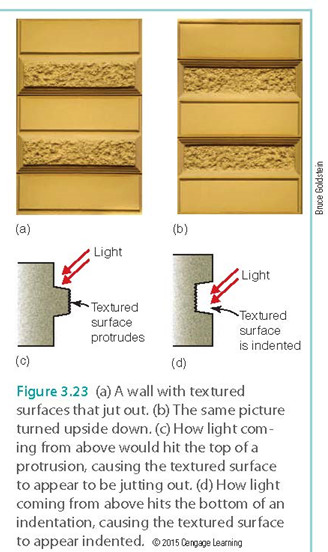 Bruce Goldstein
(a)
(b)
Light
Textured
surface
protrudes
(c)
Light
Textured
surface
is indented
(d)
Figure 3.23 (a) A wall with textured
surfaces that jut out. (b) The same picture
turned upside down. (c) How light com-
ing from above would hit the top of a
protrusion, causing the textured surface
to appear to be jutting out. (d) How light
coming from above hits the bottom of an
indentation, causing the textured surface
to appear indented. © 2015 Cengage Learning